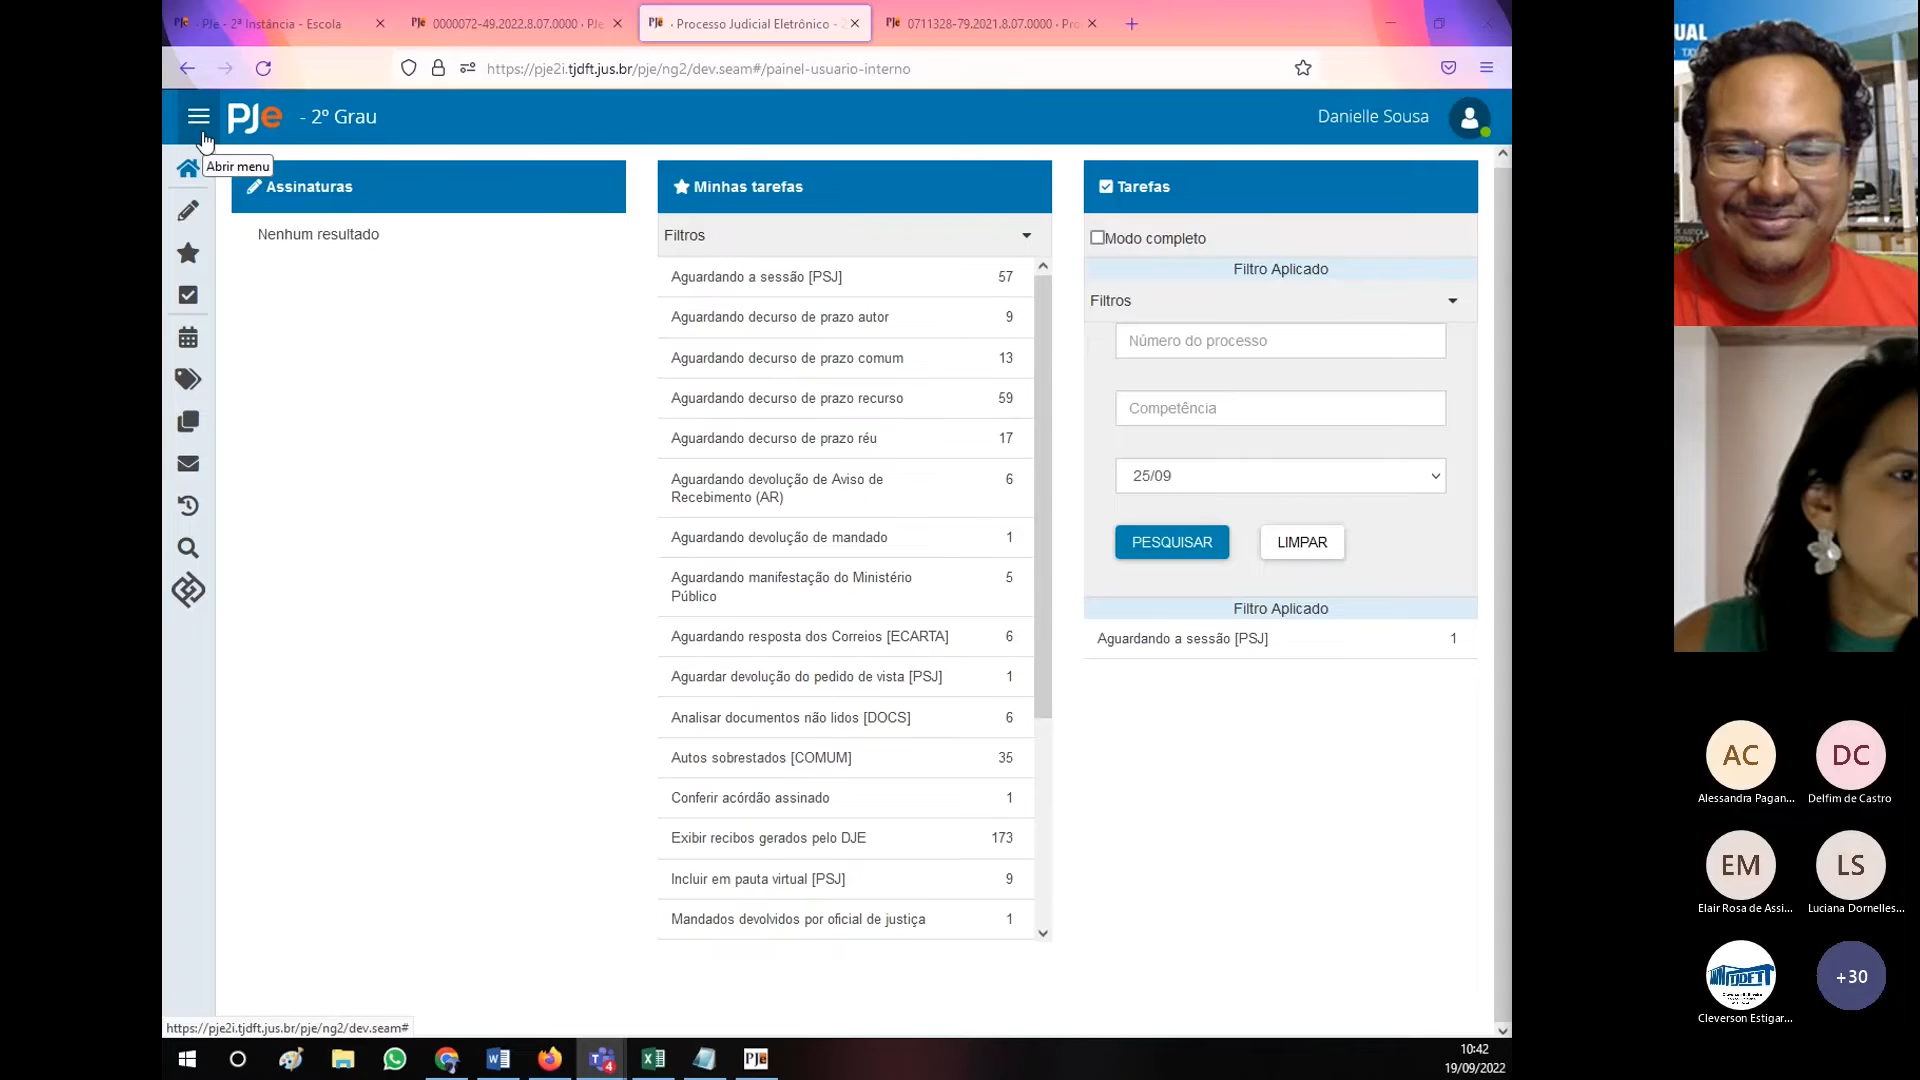 PJe - 2ª Instância - Escola
0000072-49.2022.8.07.0000 · PJe
· Processo Judicial Eletrônico - 2
0711328-79.2021.8.07.0000 · Pro
https://pje2i.tjdft.jus.br/pje/ng2/dev.seam#/painel-usuario-interno
PJe - 2º Grau
Danielle Sousa
Abrir menu
Assinaturas
Nenhum resultado
Minhas tarefas
Filtros
Aguardando a sessão [PSJ] 57
Aguardando decurso de prazo autor 9
Aguardando decurso de prazo comum 13
Aguardando decurso de prazo recurso 59
Aguardando decurso de prazo réu 17
Aguardando devolução de Aviso de 6
Recebimento (AR)
Aguardando devolução de mandado 1
Aguardando manifestação do Ministério 5
Público
Aguardando resposta dos Correios [ECARTA] 6
Aguardar devolução do pedido de vista [PSJ] 1
Analisar documentos não lidos [DOCS] 6
Autos sobrestados [COMUM] 35
Conferir acórdão assinado 1
Exibir recibos gerados pelo DJE 173
Incluir em pauta virtual [PSJ] 9
Mandados devolvidos por oficial de justiça 1
Tarefas
Modo completo
Filtro Aplicado
Filtros
Número do processo
Competência
25/09
PESQUISAR LIMPAR
Filtro Aplicado
Aguardando a sessão [PSJ] 1
https://pje2i.tjdft.jus.br/pje/ng2/dev.seam#
4
PJe
10:42
19/09/2022
UAL
AC
Alessandra Pagan...
DC
Delfim de Castro
EM
Elair Rosa de Assi...
LS
Luciana Dornelles...
TJDFT
Cleverson Estigar...
+30